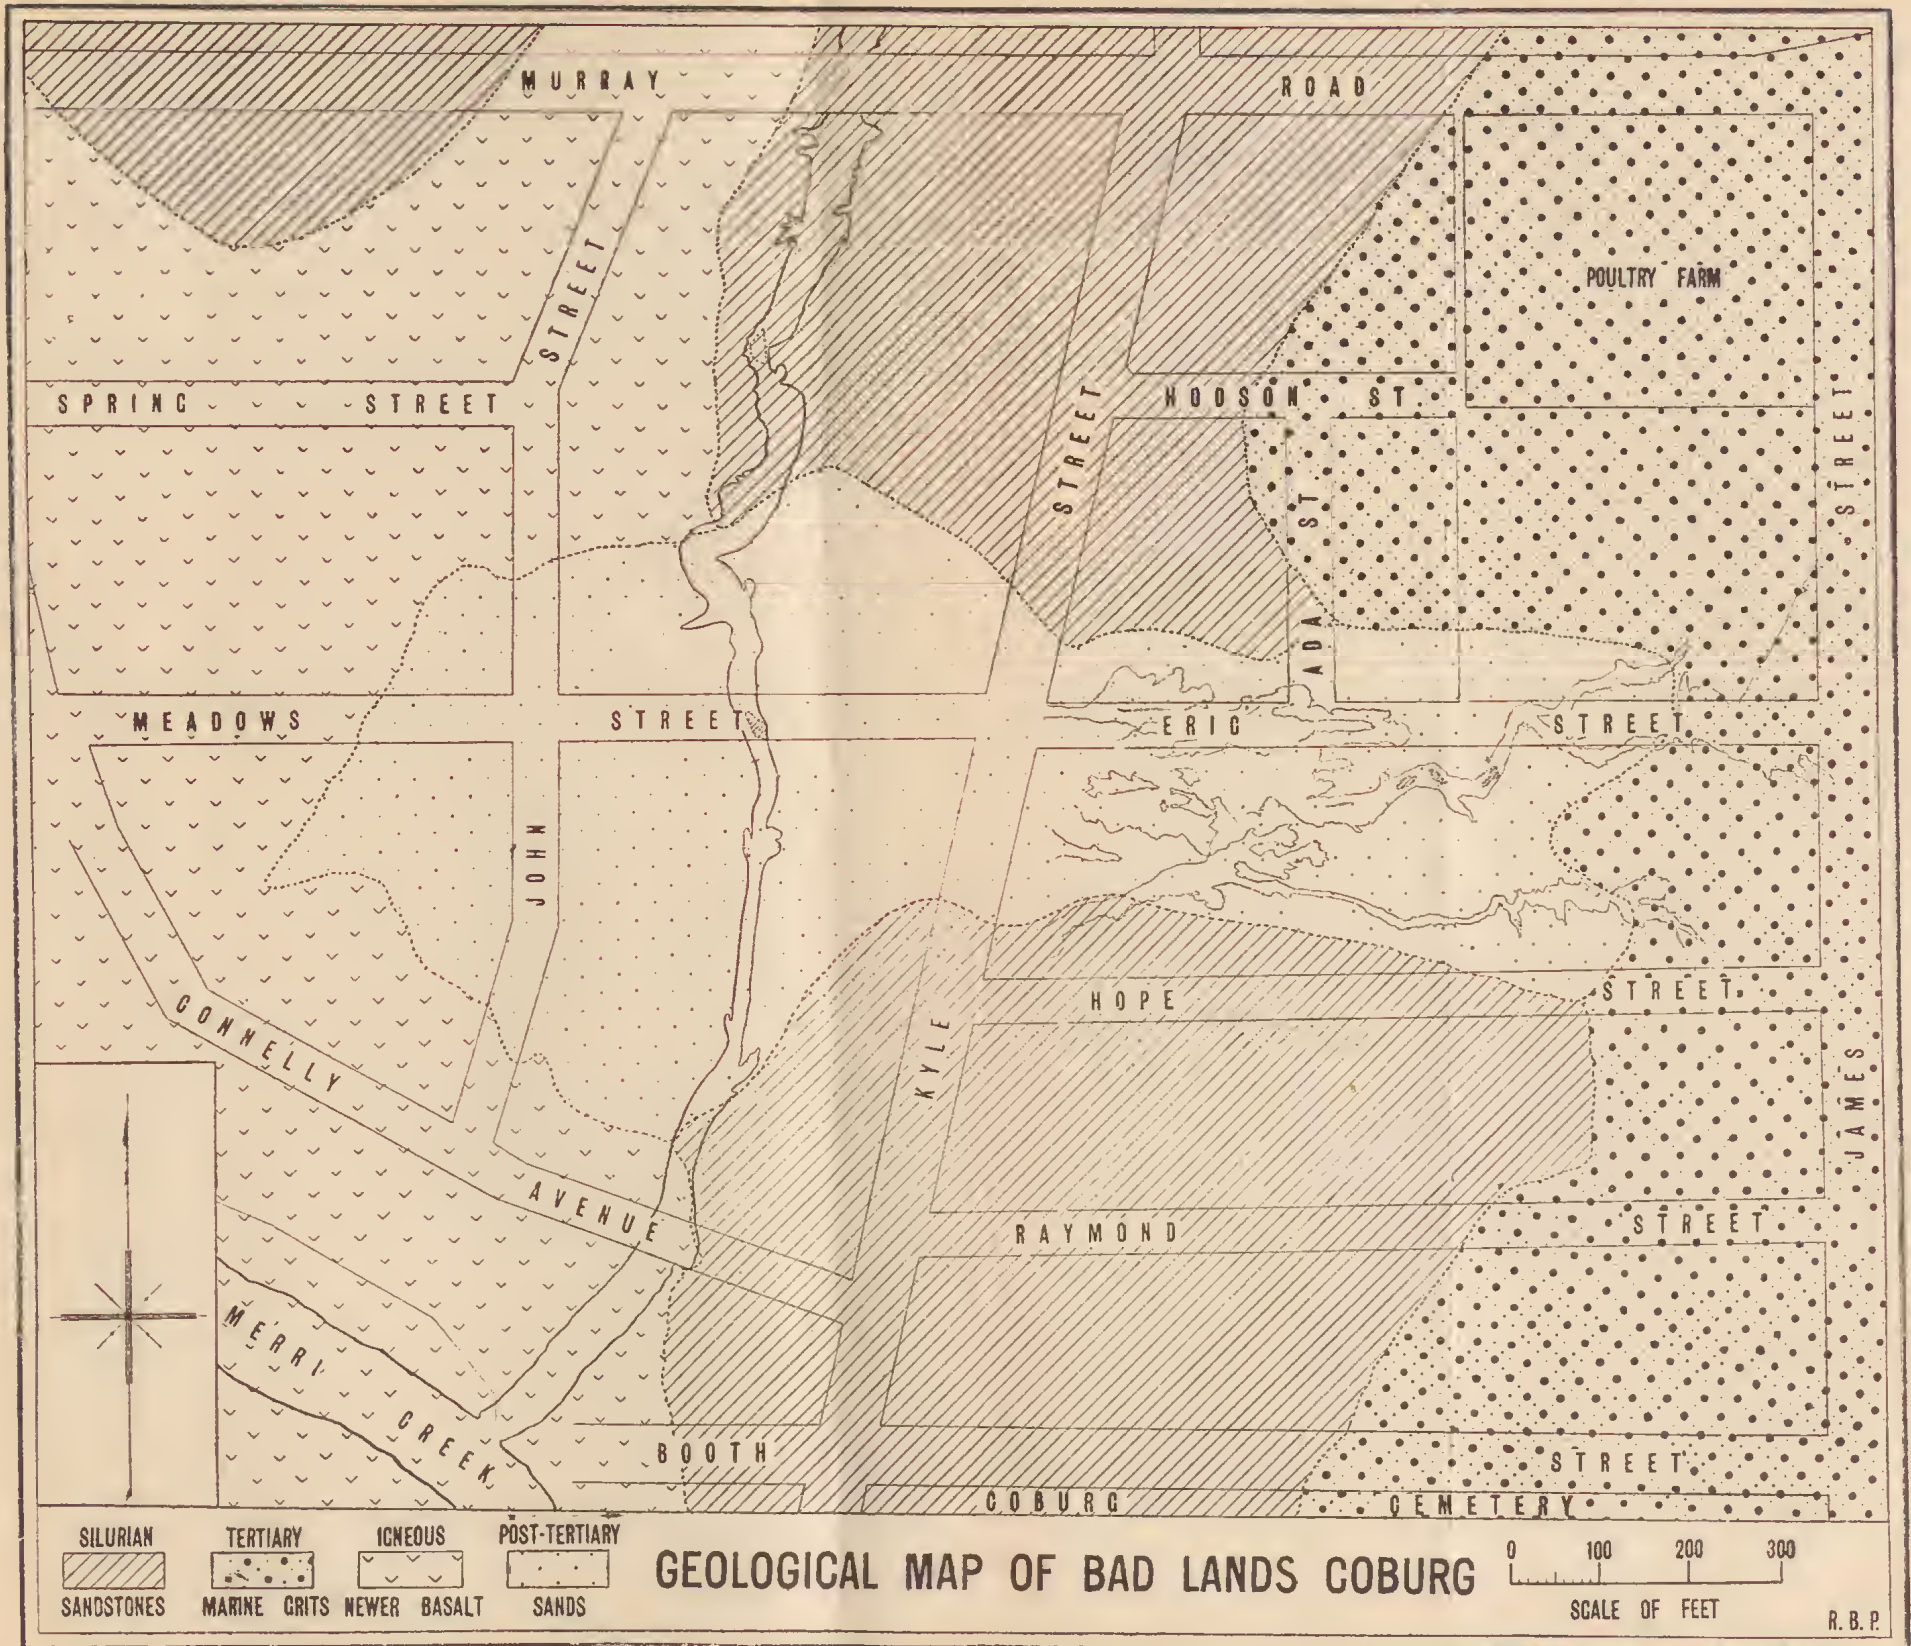 MURRAY ROAD
POULTRY FARM
STREET
SPRING STREET
HODSON ST.
STREET
STREET
ADA ST.
MEADOWS STREET
ERIC STREET
JOHN
CONNELLY AVENUE
HOPE STREET
KYLE
JAMES
RAYMOND STREET
MERRI CREEK
BOOTH STREET
COBURG CEMETERY
SILURIAN TERTIARY IGNEOUS POST-TERTIARY
SANDSTONES MARINE GRITS NEWER BASALT SANDS
GEOLOGICAL MAP OF BAD LANDS COBURG
0 100 200 300
SCALE OF FEET
R.B.P.